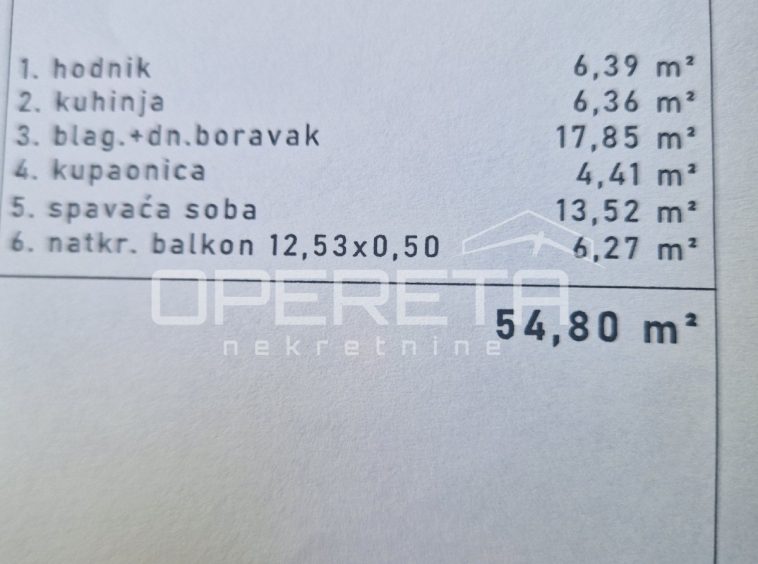 1. hodnik 6,39 m²
2. kuhinja 6,36 m²
3. blag.+dn.boravak 17,85 m²
4. kupaonica 4,41 m²
5. spavaća soba 13,52 m²
6. natkr. balkon 12,53x0,50 6,27 m²
54,80 m²
OPERETA
nekretnine